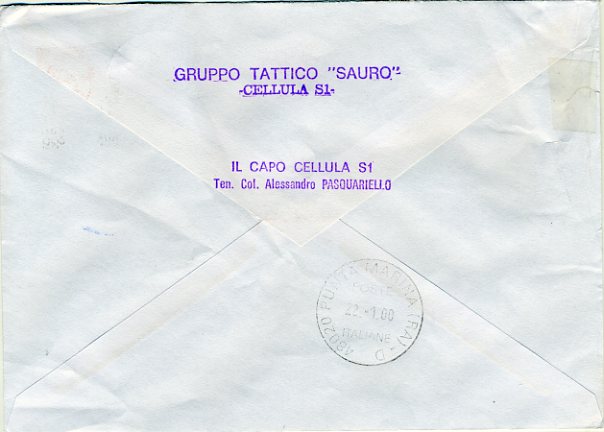 GRUPPO TATTICO "SAURO"-
-CELLULA S1-
IL CAPO CELLULA S1
Ten. Col. Alessandro PASQUARIELLO
48020 PUNTA MARINA (RA) - D
POSTE
22.-1.00
ITALIANE